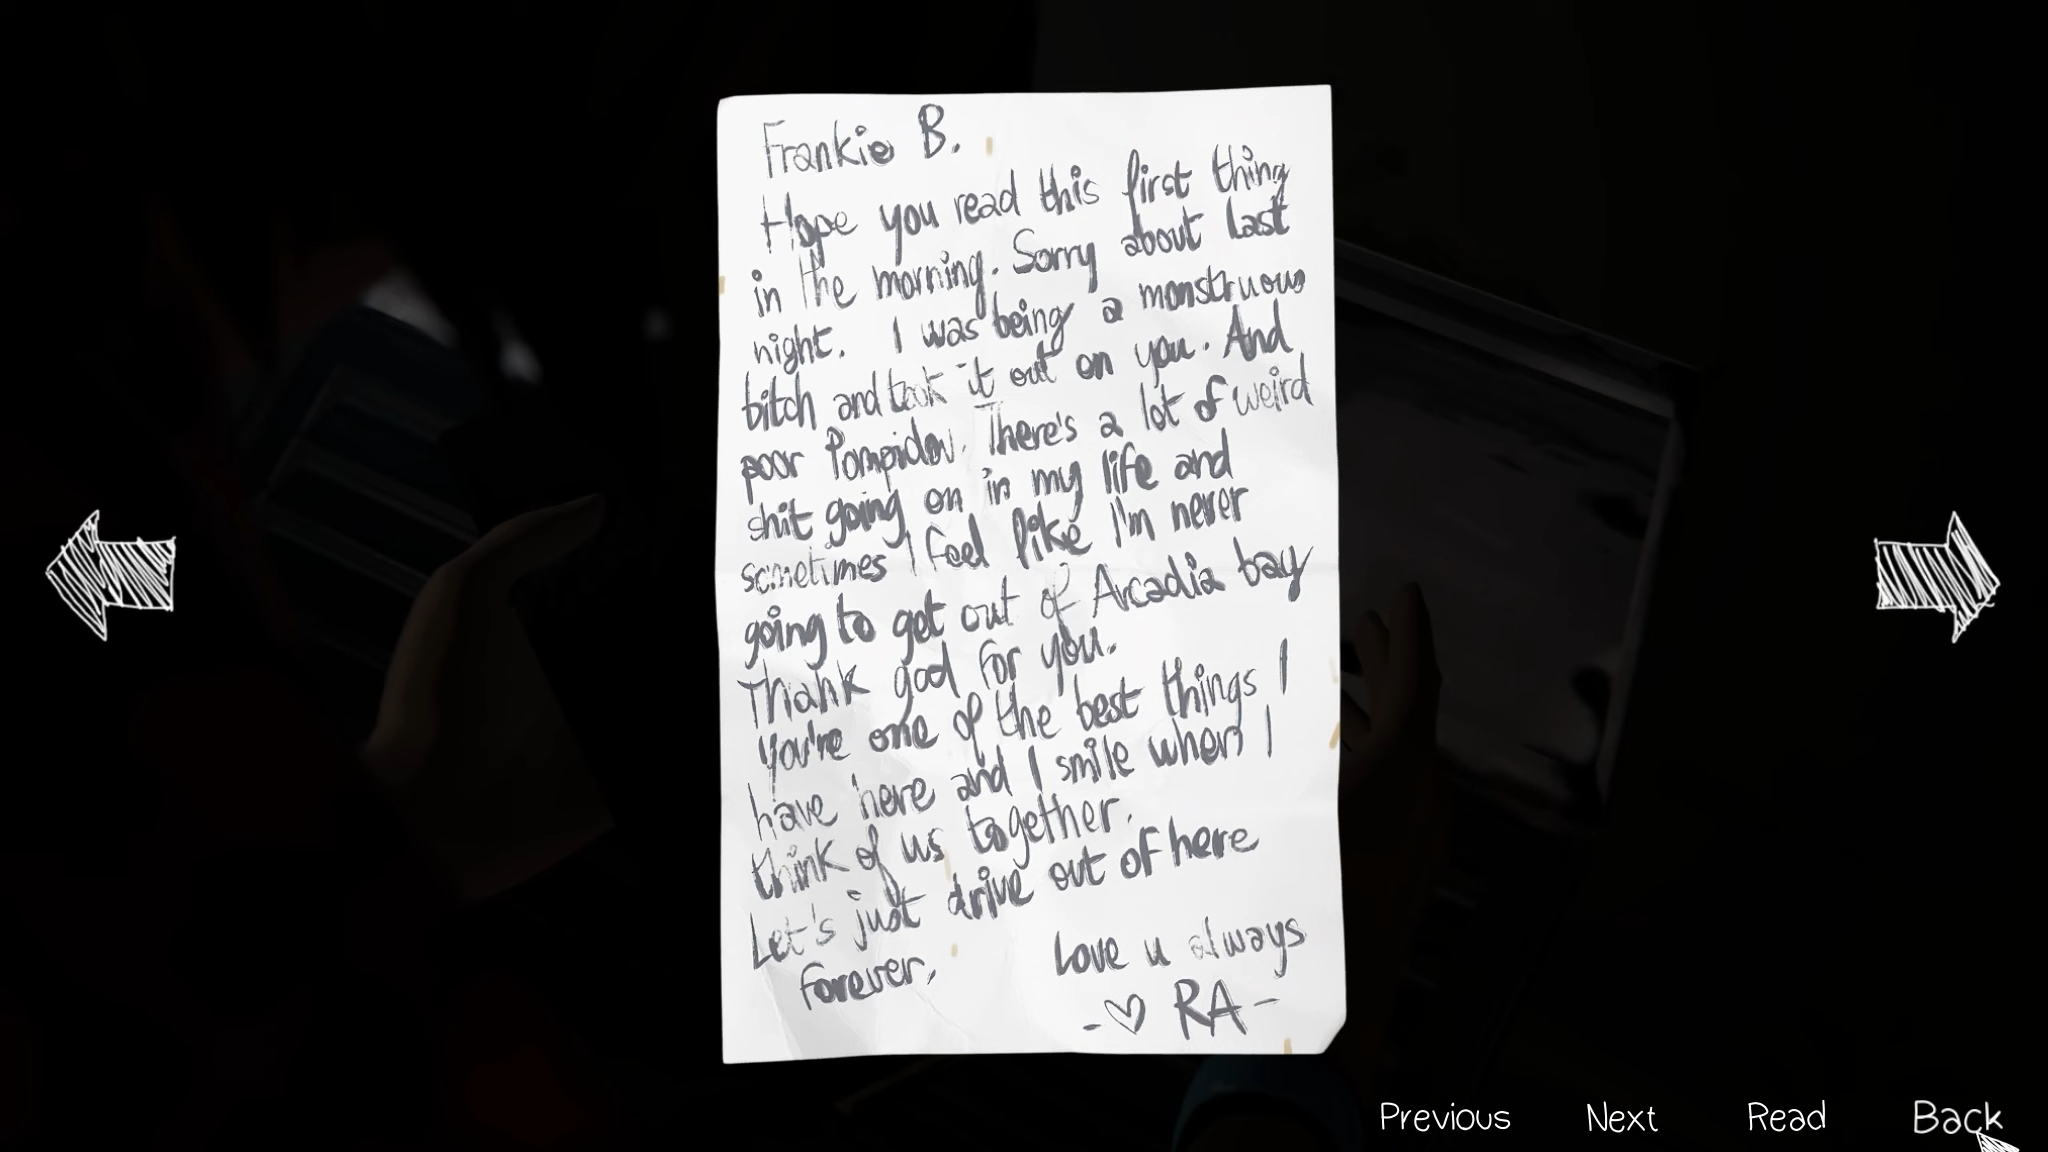 Frankie B.
Hope you read this first thing
in the morning. Sorry about last
night. I was being a monstruous
bitch and took it out on you. And
poor Pompidou. There's a lot of weird
shit going on in my life and
sometimes I feel like I'm never
going to get out of Arcadia bay
Thank god for you.
You're one of the best things I
have here and I smile when I
think of us together.
Let's just drive out of here
forever.
Love u always
-♡ RA-
Previous Next Read Back